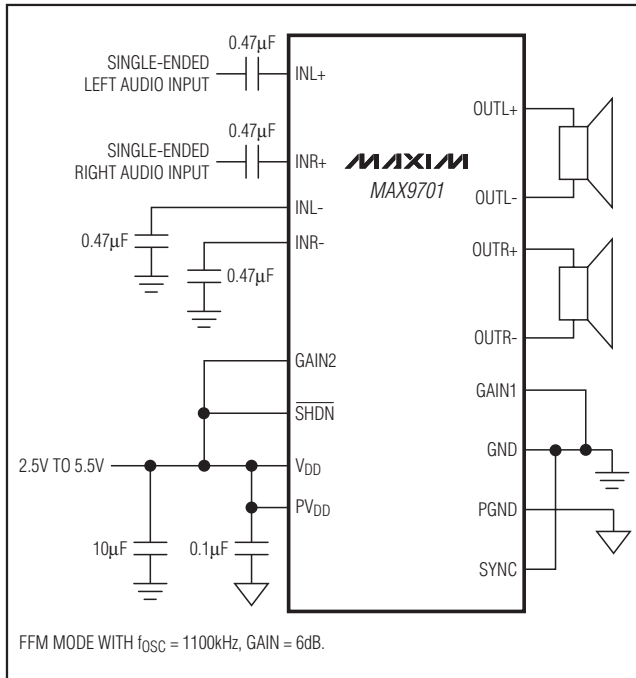 0.47μF
SINGLE-ENDED
LEFT AUDIO INPUT
INL+
0.47μF
SINGLE-ENDED
RIGHT AUDIO INPUT
INR+
INL-
0.47μF
INR-
0.47μF
MAXIM
MAX9701
OUTL+
OUTL-
OUTR+
OUTR-
GAIN2
SHDN
2.5V TO 5.5V
VDD
PVDD
10μF
0.1μF
GAIN1
GND
PGND
SYNC
FFM MODE WITH fOSC = 1100kHz, GAIN = 6dB.